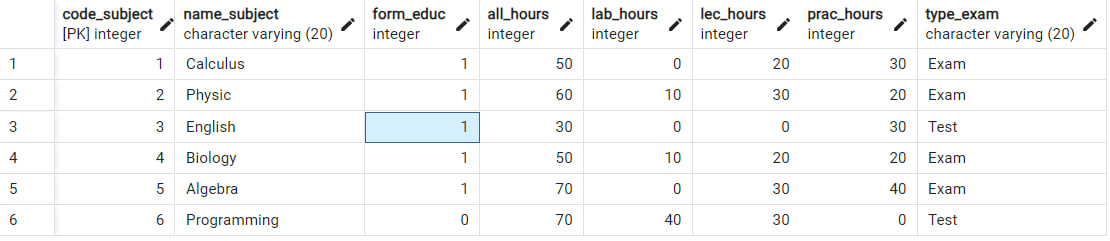 code_subject name_subject form_educ all_hours lab_hours lec_hours prac_hours type_exam
[PK] integer character varying (20) integer integer integer integer integer character varying (20)
1 1 Calculus 1 50 0 20 30 Exam
2 2 Physic 1 60 10 30 20 Exam
3 3 English 1 30 0 0 30 Test
4 4 Biology 1 50 10 20 20 Exam
5 5 Algebra 1 70 0 30 40 Exam
6 6 Programming 0 70 40 30 0 Test